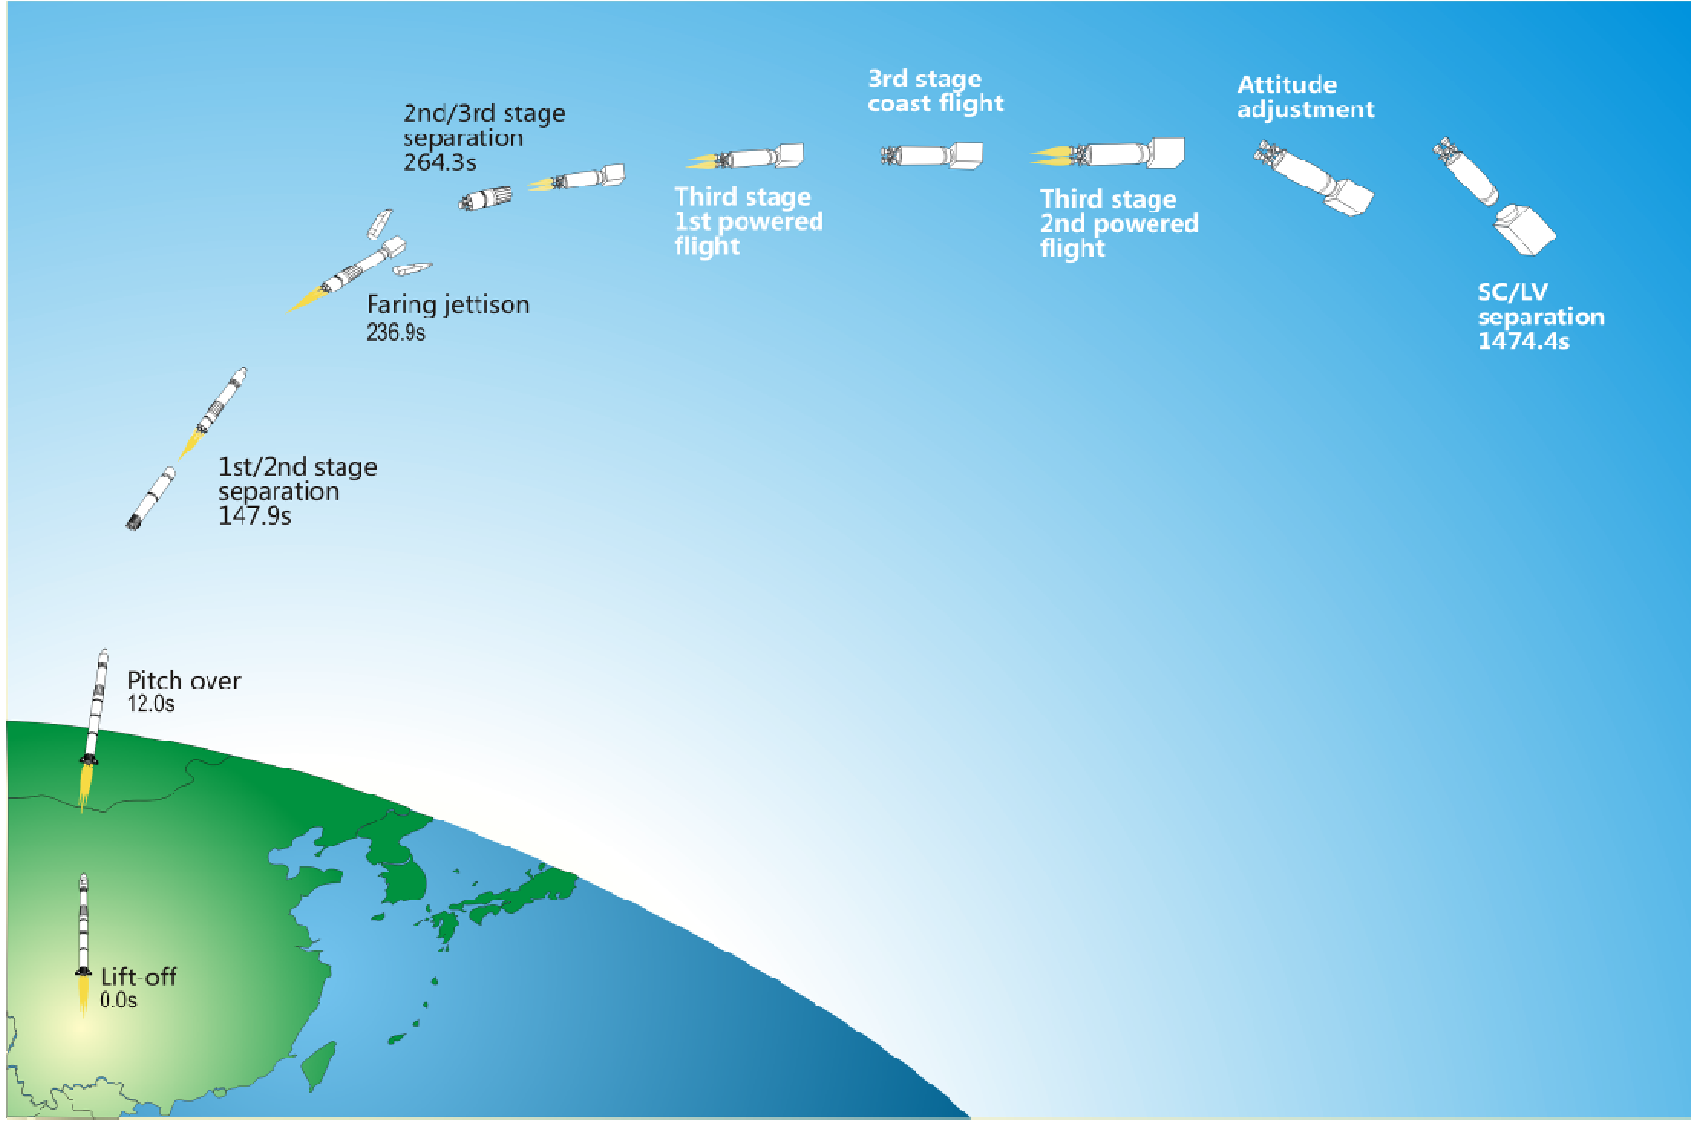 3rd stage
coast flight
Attitude
adjustment
2nd/3rd stage
separation
264.3s
Third stage
1st powered
flight
Third stage
2nd powered
flight
Faring jettison
236.9s
SC/LV
separation
1474.4s
1st/2nd stage
separation
147.9s
Pitch over
12.0s
Lift-off
0.0s